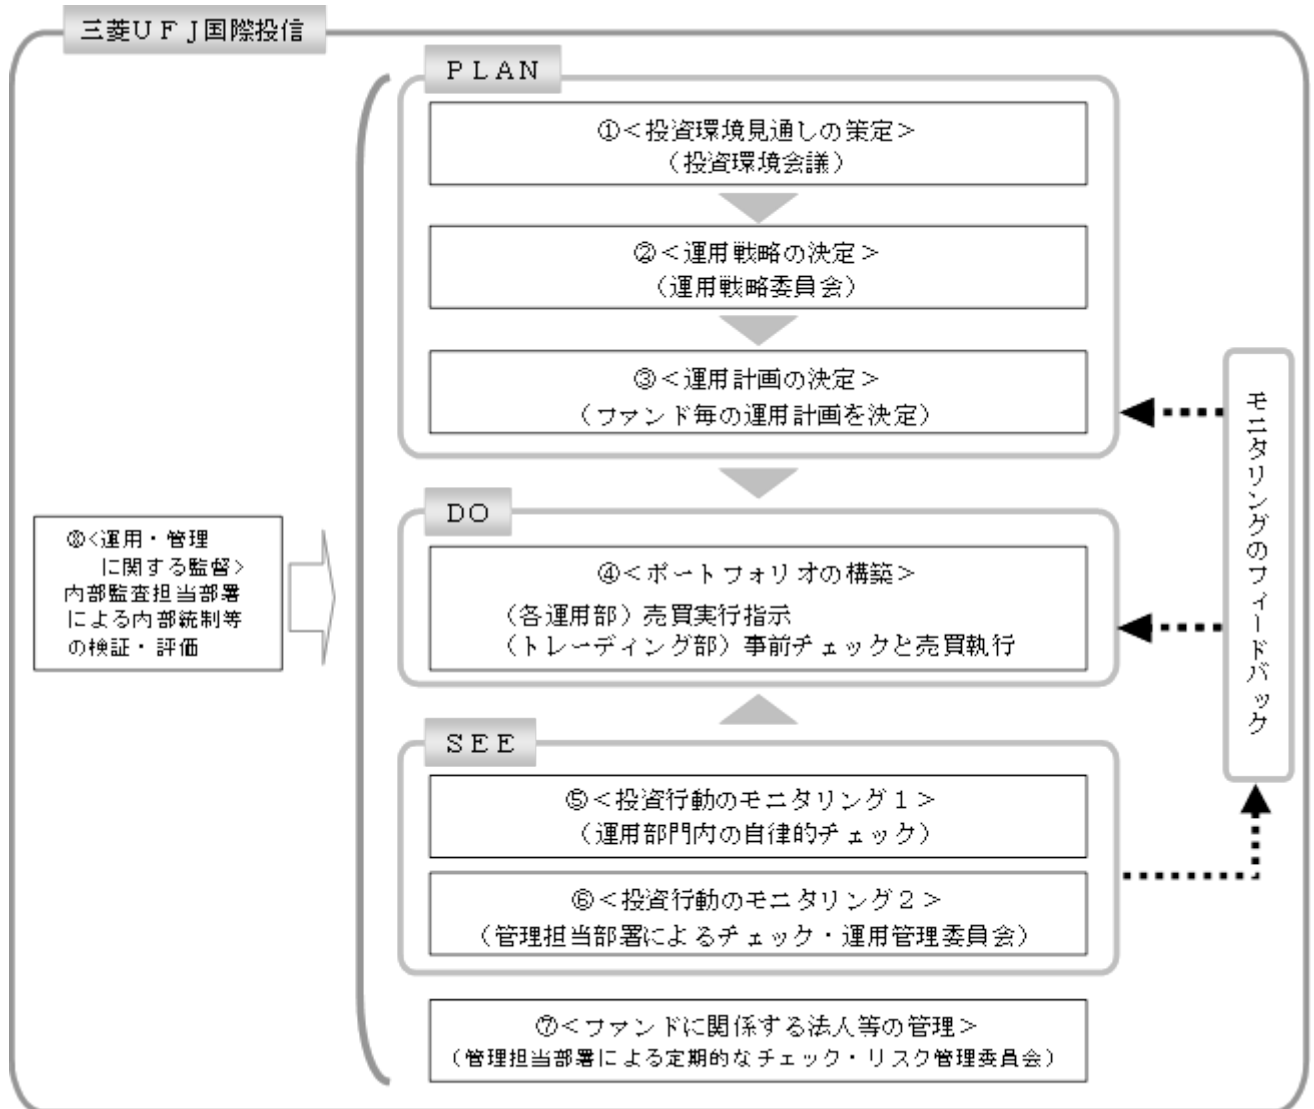 三菱ＵＦＪ国際投信
ＰＬＡＮ
①＜投資環境見通しの策定＞
（投資環境会議）
②＜運用戦略の決定＞
（運用戦略委員会）
③＜運用計画の決定＞
（ファンド毎の運用計画を決定）
ＤＯ
④＜ポートフォリオの構築＞
（各運用部）売買実行指示
（トレーディング部）事前チェックと売買執行
ＳＥＥ
⑤＜投資行動のモニタリング１＞
（運用部門内の自律的チェック）
⑥＜投資行動のモニタリング２＞
（管理担当部署によるチェック・運用管理委員会）
⑦＜ファンドに関係する法人等の管理＞
（管理担当部署による定期的なチェック・リスク管理委員会）
⑧＜運用・管理
に関する監督＞
内部監査担当部署
による内部統制等
の検証・評価
モニタリングのフィードバック